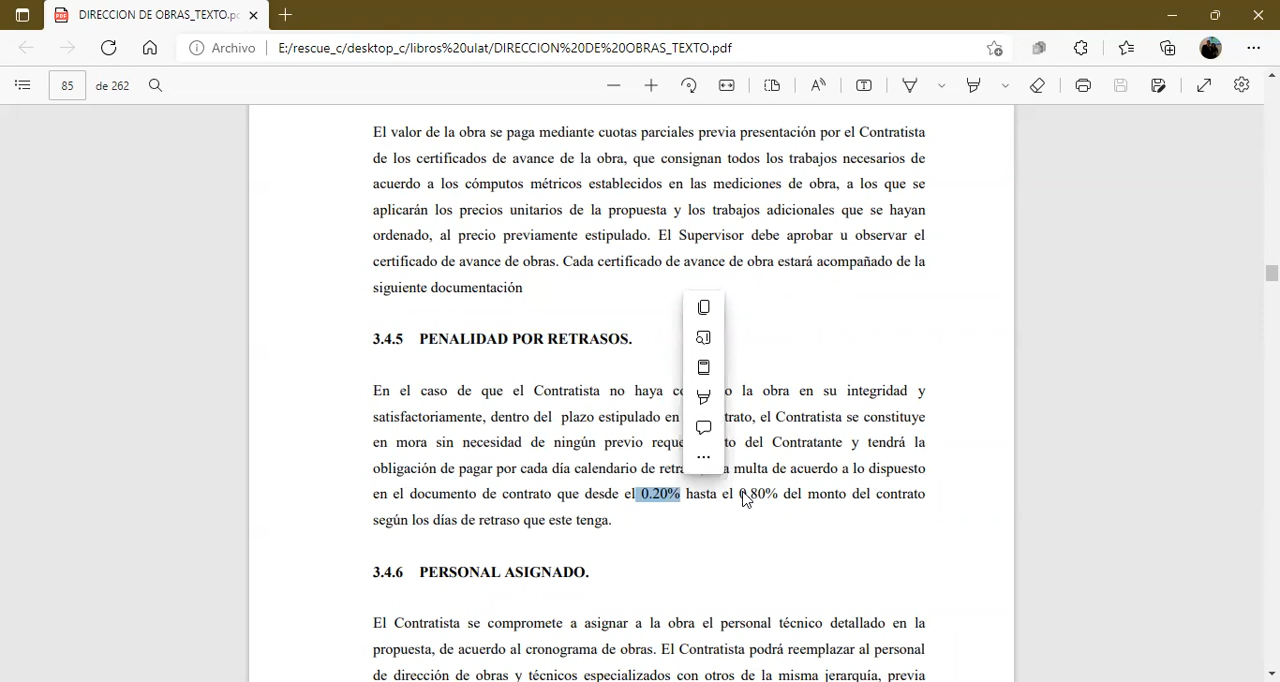 DIRECCION DE OBRAS_TEXTO.p
Archivo
E:/rescue_c/desktop_c/libros%20ulat/DIRECCION%20DE%20OBRAS_TEXTO.pdf
85 de 262
El valor de la obra se paga mediante cuotas parciales previa presentación por el Contratista
de los certificados de avance de la obra, que consignan todos los trabajos necesarios de
acuerdo a los cómputos métricos establecidos en las mediciones de obra, a los que se
aplicarán los precios unitarios de la propuesta y los trabajos adicionales que se hayan
ordenado, al precio previamente estipulado. El Supervisor debe aprobar u observar el
certificado de avance de obras. Cada certificado de avance de obra estará acompañado de la
siguiente documentación
3.4.5 PENALIDAD POR RETRASOS.
En el caso de que el Contratista no haya la obra en su integridad y
satisfactoriamente, dentro del plazo estipulado en trato, el Contratista se constituye
en mora sin necesidad de ningún previo reque to del Contratante y tendrá la
obligación de pagar por cada día calendario de retra a multa de acuerdo a lo dispuesto
en el documento de contrato que desde el 0.20% hasta el 0.80% del monto del contrato
según los días de retraso que este tenga.
3.4.6 PERSONAL ASIGNADO.
El Contratista se compromete a asignar a la obra el personal técnico detallado en la
propuesta, de acuerdo al cronograma de obras. El Contratista podrá reemplazar al personal
de dirección de obras y técnicos especializados con otros de la misma jerarquía, previa